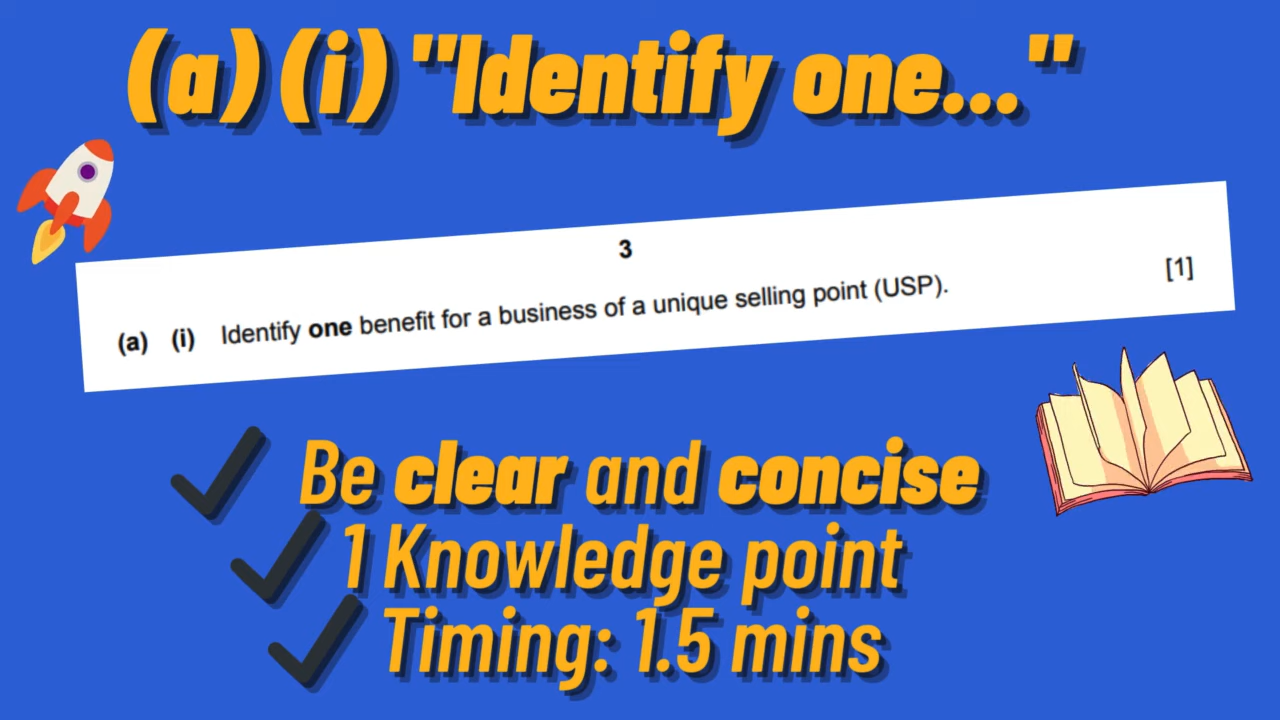 (a) (i) "Identify one..."
3
(a) (i) Identify one benefit for a business of a unique selling point (USP). [1]
Be clear and concise
1 Knowledge point
Timing: 1.5 mins